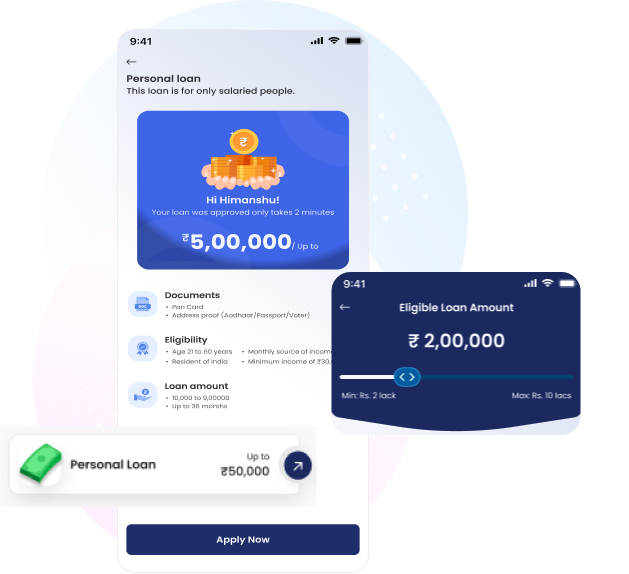 9:41
Personal loan
This loan is for only salaried people.
₹
Hi Himanshu!
Your loan was approved only takes 2 minutes
₹5,00,000/ Up to
Documents
• Pan Card
• Address proof (Aadhaar/Passport/Voter)
Eligibility
• Age 21 to 60 years • Monthly source of incom
• Resident of India • Minimum income of ₹30,
Loan amount
• 10,000 to 9,00000
• Up to 36 months
9:41
Eligible Loan Amount
₹ 2,00,000
Min: Rs. 2 lack
Max: Rs. 10 lacs
Personal Loan
Up to
₹50,000
Apply Now